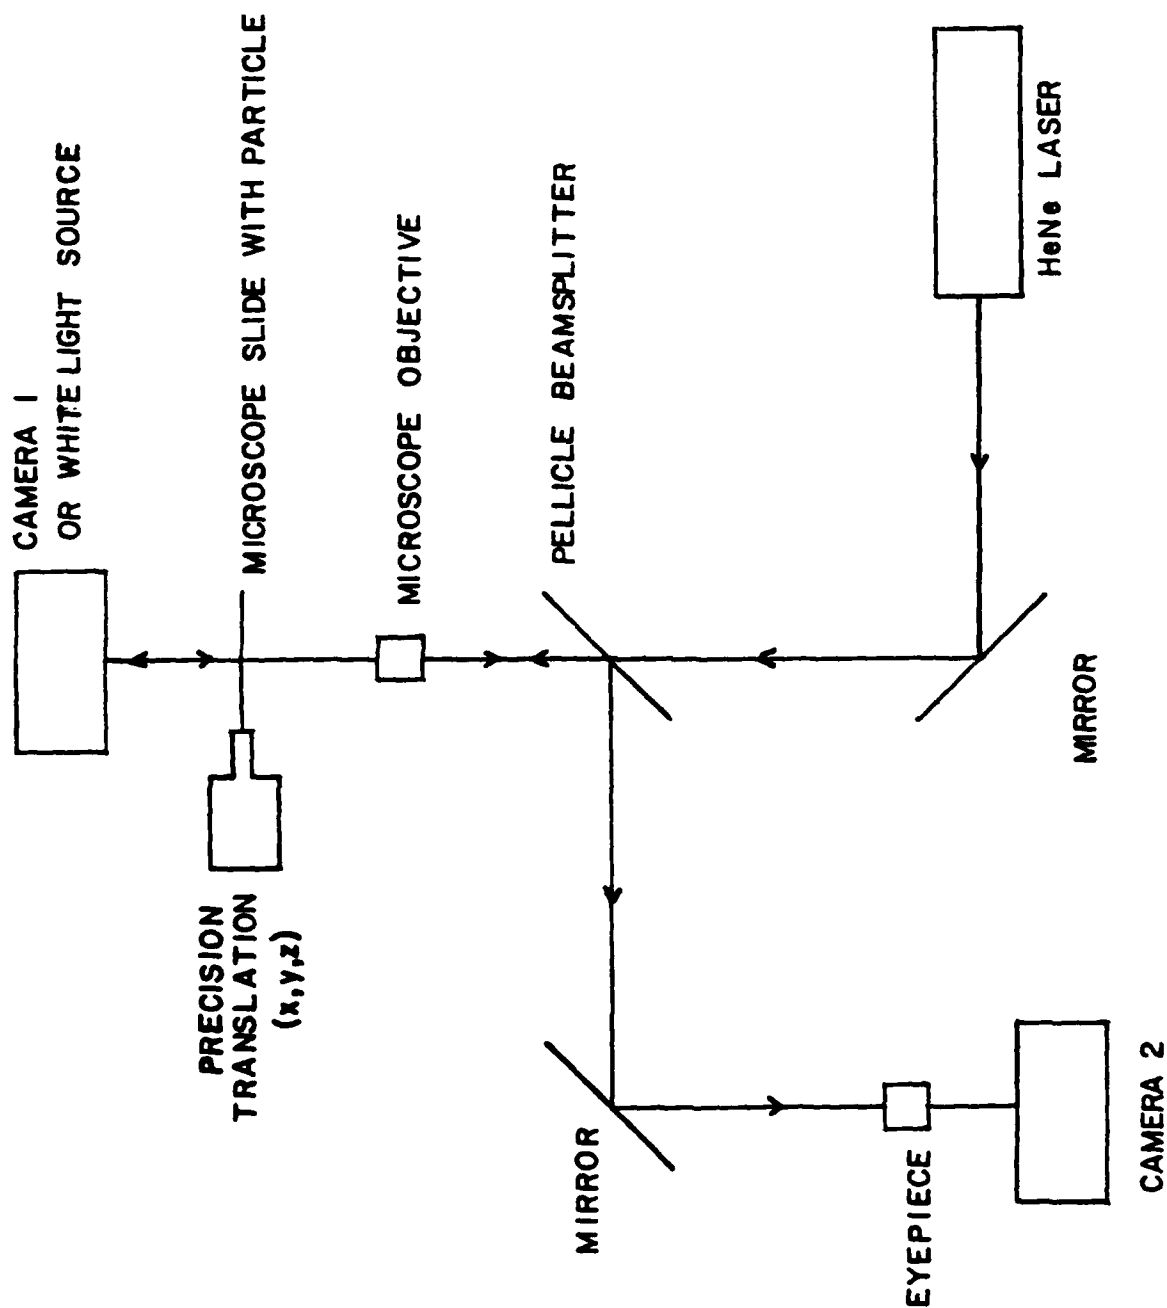 CAMERA 1
OR WHITE LIGHT SOURCE
MICROSCOPE SLIDE WITH PARTICLE
PRECISION
TRANSLATION
(x,y,z)
MICROSCOPE OBJECTIVE
PELLICLE BEAMSPLITTER
MIRROR
EYEPIECE
CAMERA 2
MIRROR
HeNe LASER